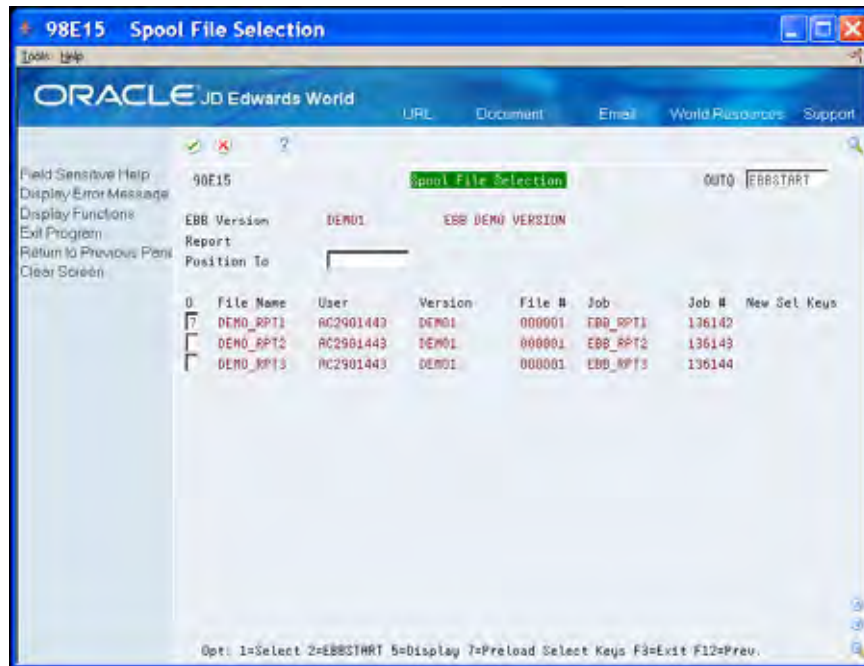 98E15 Spool File Selection
Tools Help
ORACLE JD Edwards World
URL Document Email World Resources Support
?
Field Sensitive Help
Display Error Message
Display Functions
Exit Program
Return to Previous Pane
Clear Screen
98E15 Spool File Selection OUTQ EBBSTART
EBB Version DEMO1 EBB DEMO VERSION
Report
Position To
O File Name User Version File # Job Job # New Sel Keys
7 DEMO_RPT1 AC2901443 DEMO1 000001 EBB_RPT1 136142
DEMO_RPT2 AC2901443 DEMO1 000001 EBB_RPT2 136143
DEMO_RPT3 AC2901443 DEMO1 000001 EBB_RPT3 136144
Opt: 1=Select 2=EBBSTART 5=Display 7=Preload Select Keys F3=Exit F12=Prev.